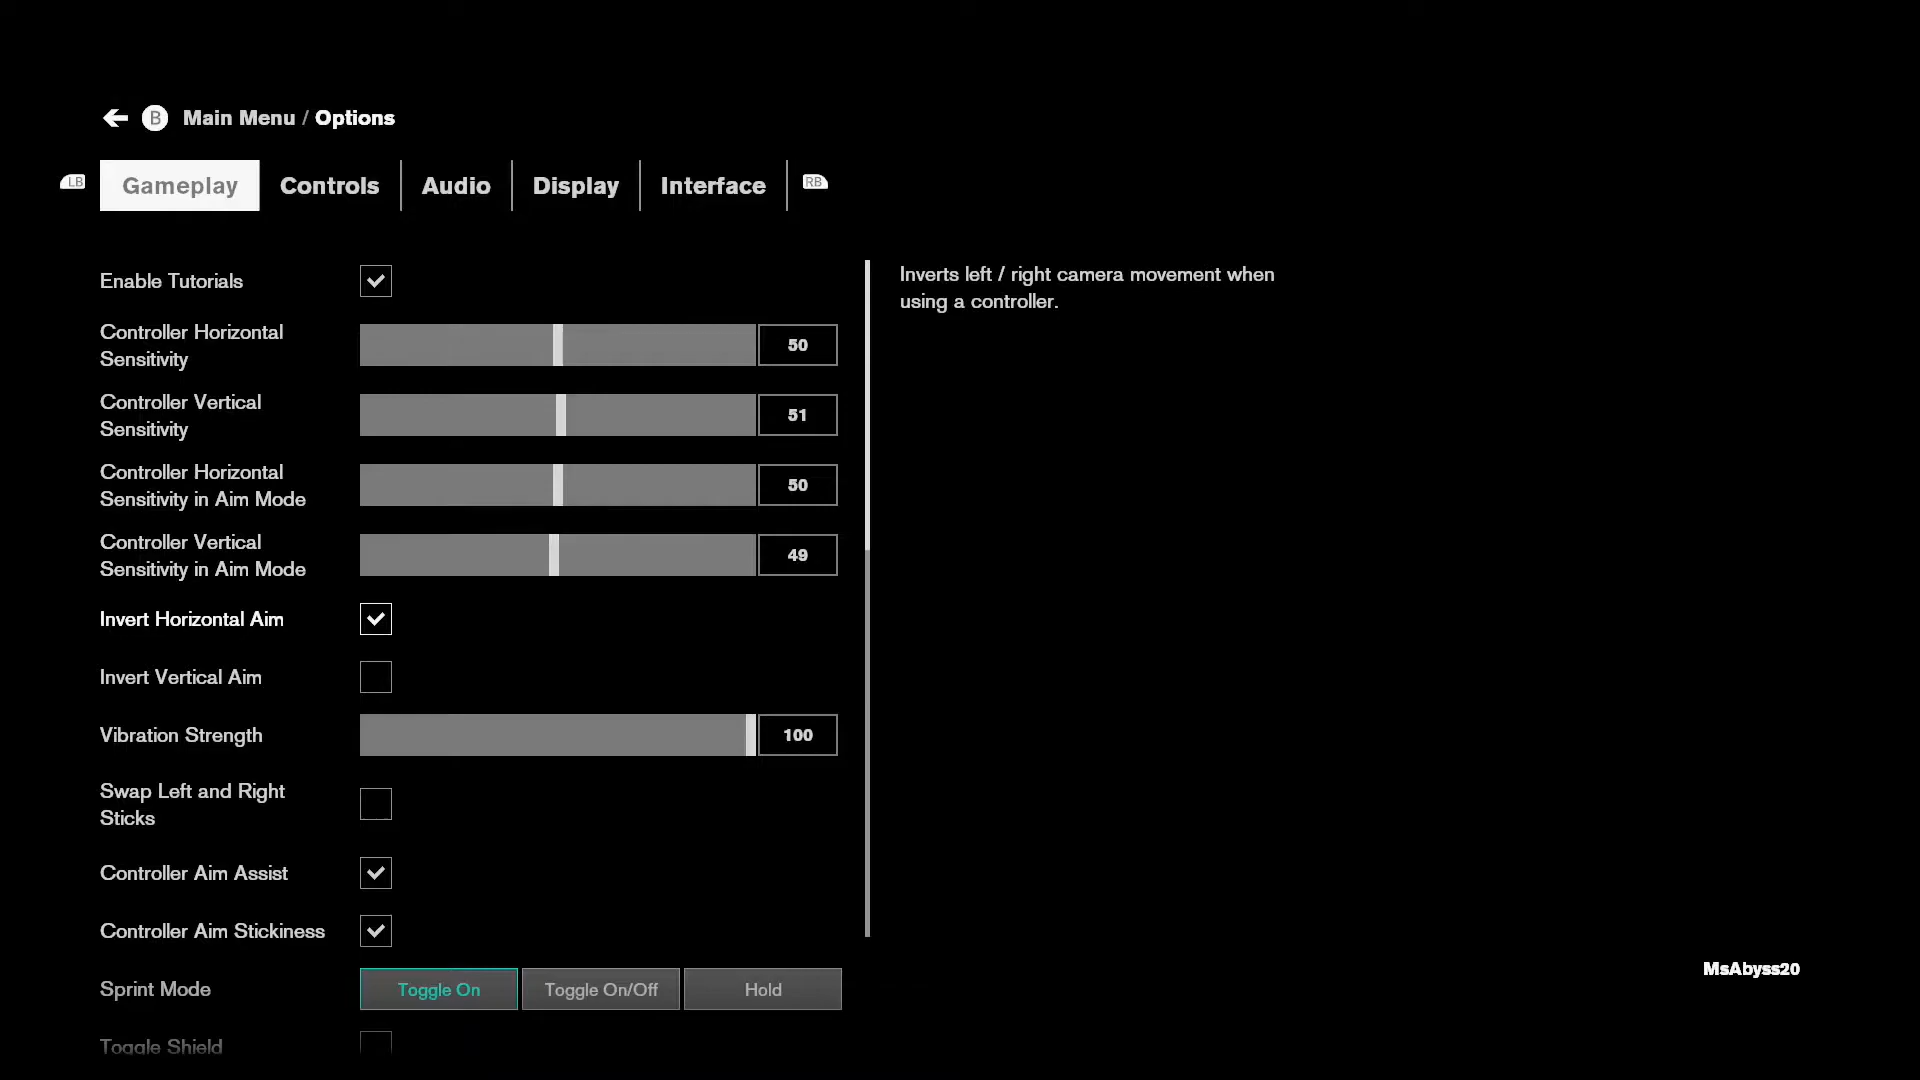 B Main Menu / Options
LB Gameplay Controls Audio Display Interface RB
Enable Tutorials
Inverts left / right camera movement when
using a controller.
Controller Horizontal
Sensitivity
50
Controller Vertical
Sensitivity
51
Controller Horizontal
Sensitivity in Aim Mode
50
Controller Vertical
Sensitivity in Aim Mode
49
Invert Horizontal Aim
Invert Vertical Aim
Vibration Strength 100
Swap Left and Right
Sticks
Controller Aim Assist
Controller Aim Stickiness
MsAbyss20
Sprint Mode Toggle On Toggle On/Off Hold
Toggle Shield